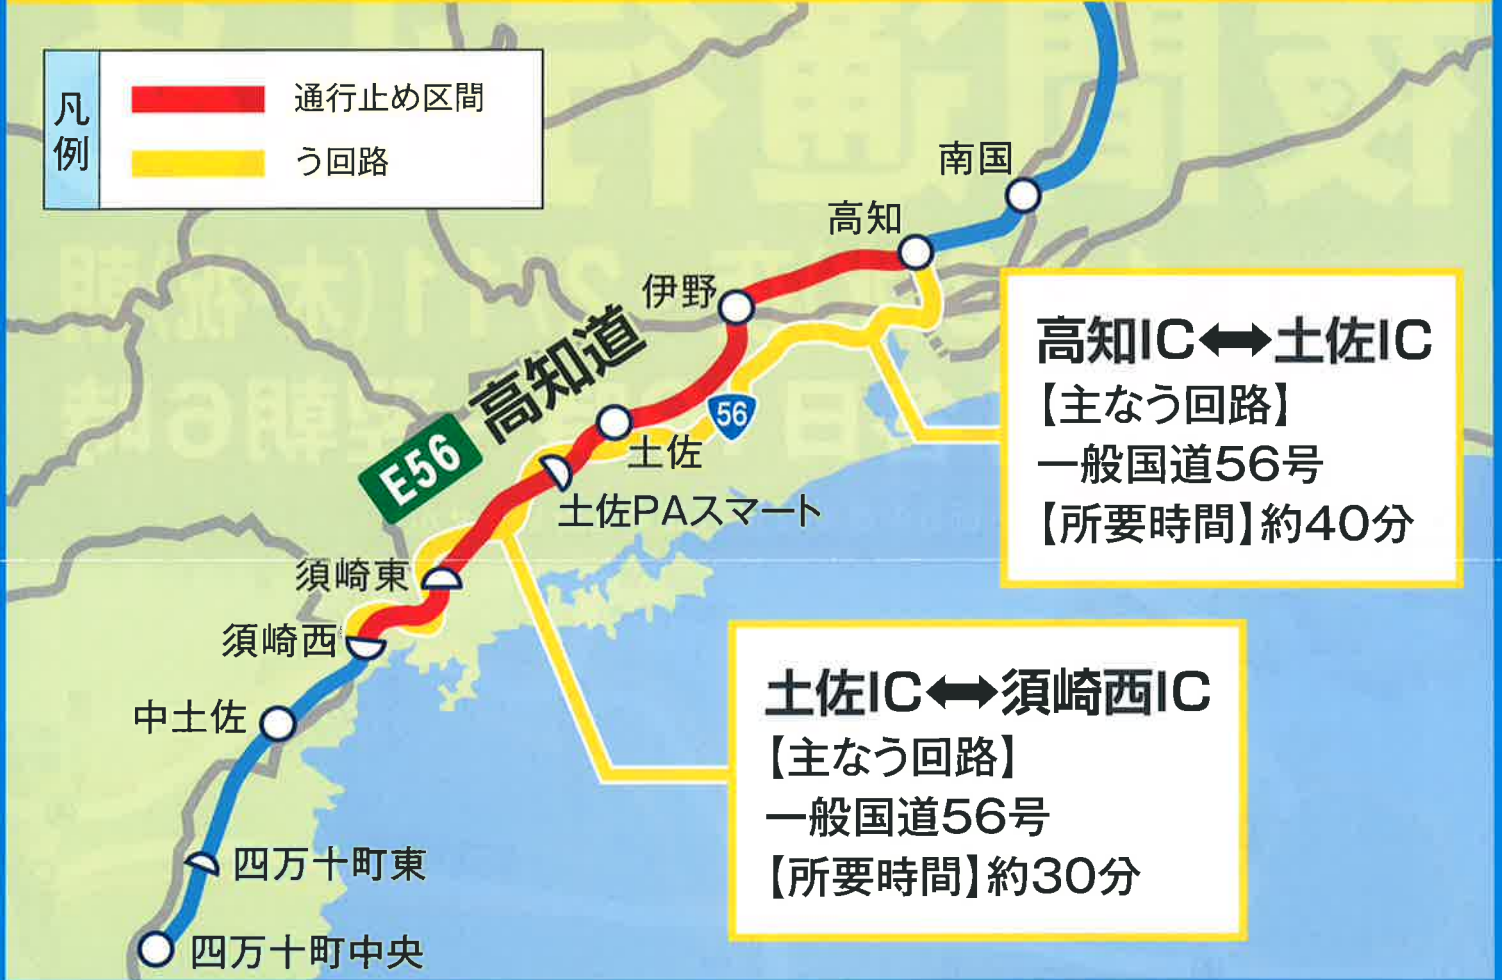 凡例
通行止め区間
う回路
南国
高知
伊野
高知道
E56
56
土佐
土佐PAスマート
須崎東
須崎西
中土佐
四万十町東
四万十町中央
高知IC⬌土佐IC
【主なう回路】
一般国道56号
【所要時間】約40分
土佐IC⬌須崎西IC
【主なう回路】
一般国道56号
【所要時間】約30分